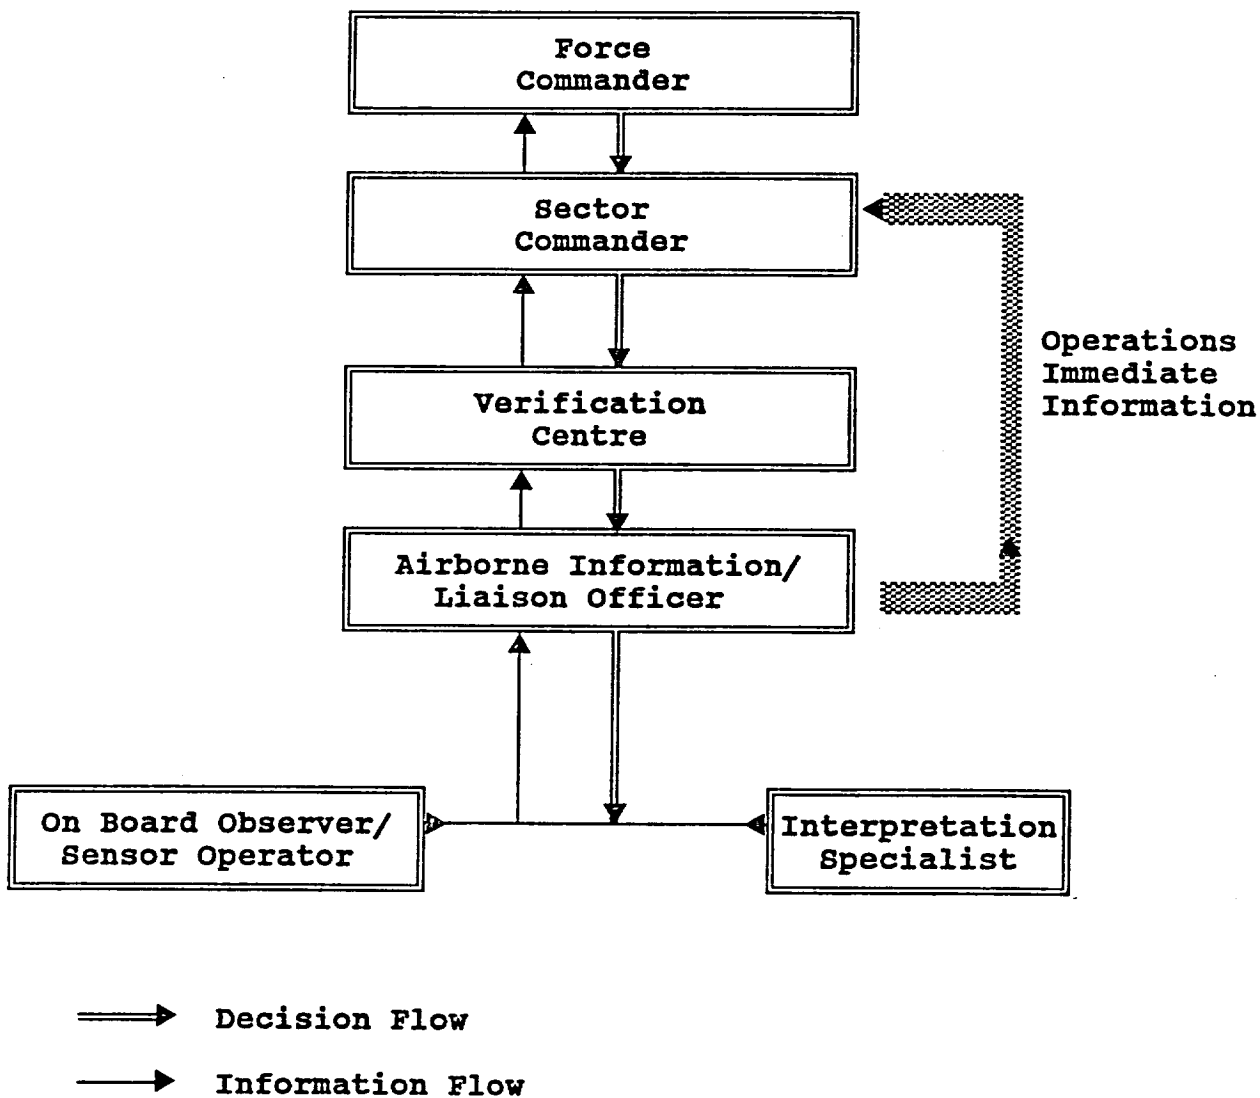 Force
Commander
Sector
Commander
Operations
Immediate
Information
Verification
Centre
Airborne Information/
Liaison Officer
On Board Observer/
Sensor Operator
Interpretation
Specialist
Decision Flow
Information Flow